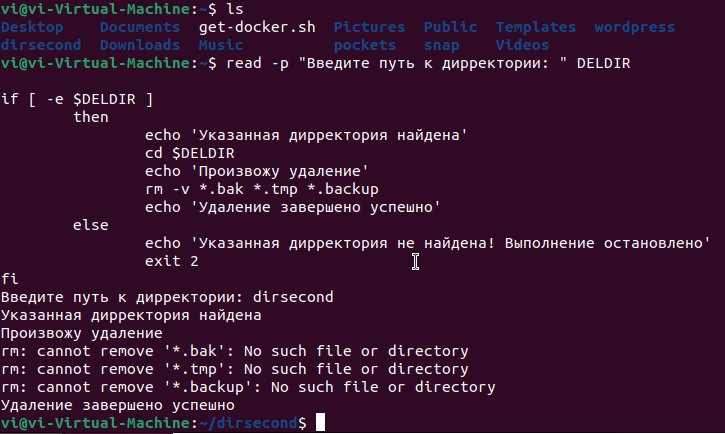 vi@vi-Virtual-Machine:~$ ls
Desktop Documents get-docker.sh Pictures Public Templates wordpress
dirsecond Downloads Music pockets snap Videos
vi@vi-Virtual-Machine:~$ read -p "Введите путь к дирректории: " DELDIR
if [ -e $DELDIR ]
then
echo 'Указанная дирректория найдена'
cd $DELDIR
echo 'Произвожу удаление'
rm -v *.bak *.tmp *.backup
echo 'Удаление завершено успешно'
else
echo 'Указанная дирректория не найдена! Выполнение остановлено'
exit 2
fi
Введите путь к дирректории: dirsecond
Указанная дирректория найдена
Произвожу удаление
rm: cannot remove '*.bak': No such file or directory
rm: cannot remove '*.tmp': No such file or directory
rm: cannot remove '*.backup': No such file or directory
Удаление завершено успешно
vi@vi-Virtual-Machine:~/dirsecond$